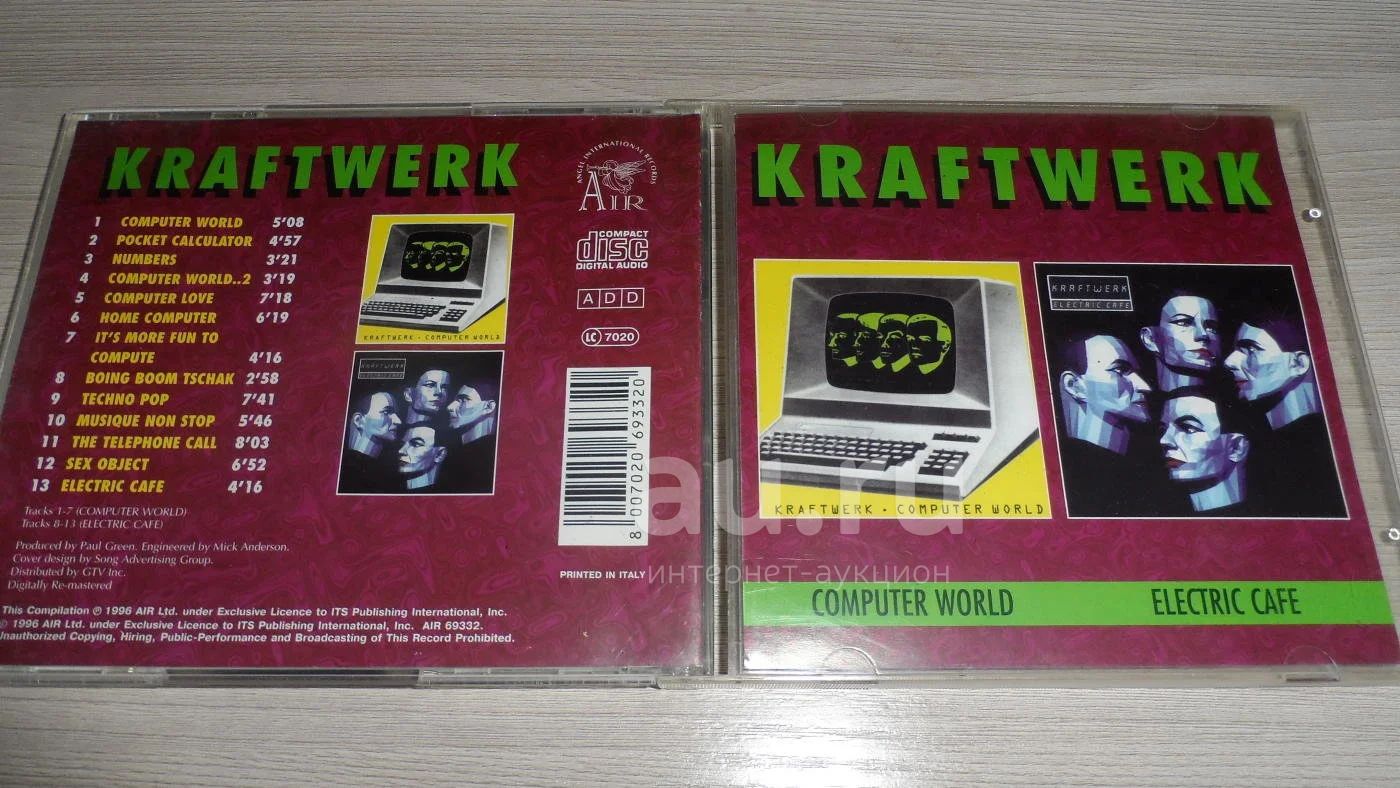 KRAFTWERK
1 COMPUTER WORLD 5'08
2 POCKET CALCULATOR 4'57
3 NUMBERS 3'21
4 COMPUTER WORLD..2 3'19
5 COMPUTER LOVE 7'18
6 HOME COMPUTER 6'19
7 IT'S MORE FUN TO
COMPUTE 4'16
8 BOING BOOM TSCHAK 2'58
9 TECHNO POP 7'41
10 MUSIQUE NON STOP 5'46
11 THE TELEPHONE CALL 8'03
12 SEX OBJECT 6'52
13 ELECTRIC CAFE 4'16
Tracks 1-7 (COMPUTER WORLD)
Tracks 8-13 (ELECTRIC CAFE)
Produced by Paul Green. Engineered by Mick Anderson.
Cover design by Song Advertising Group.
Distributed by GTV Inc.
Digitally Re-mastered
This Compilation ℗ 1996 AIR Ltd. under Exclusive Licence to ITS Publishing International, Inc.
© 1996 AIR Ltd. under Exclusive Licence to ITS Publishing International, Inc. AIR 69332.
Unauthorized Copying, Hiring, Public-Performance and Broadcasting of This Record Prohibited.
KRAFTWERK · COMPUTER WORLD
KRAFTWERK
ELECTRIC CAFE
ANGEL INTERNATIONAL RECORDS
AIR
COMPACT
disc
DIGITAL AUDIO
ADD
LC 7020
8 007020 693320
PRINTED IN ITALY
KRAFTWERK
KRAFTWERK · COMPUTER WORLD
KRAFTWERK
ELECTRIC CAFE
COMPUTER WORLD ELECTRIC CAFE
au.ru
интернет-аукцион